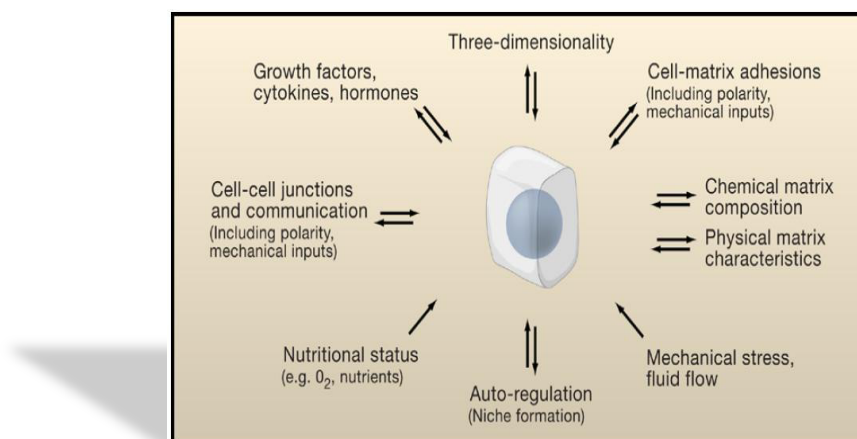 Three-dimensionality
Growth factors,
cytokines, hormones
Cell-matrix adhesions
(Including polarity,
mechanical inputs)
Cell-cell junctions
and communication
(Including polarity,
mechanical inputs)
Chemical matrix
composition
Physical matrix
characteristics
Nutritional status
(e.g. 0₂, nutrients)
Auto-regulation
(Niche formation)
Mechanical stress,
fluid flow